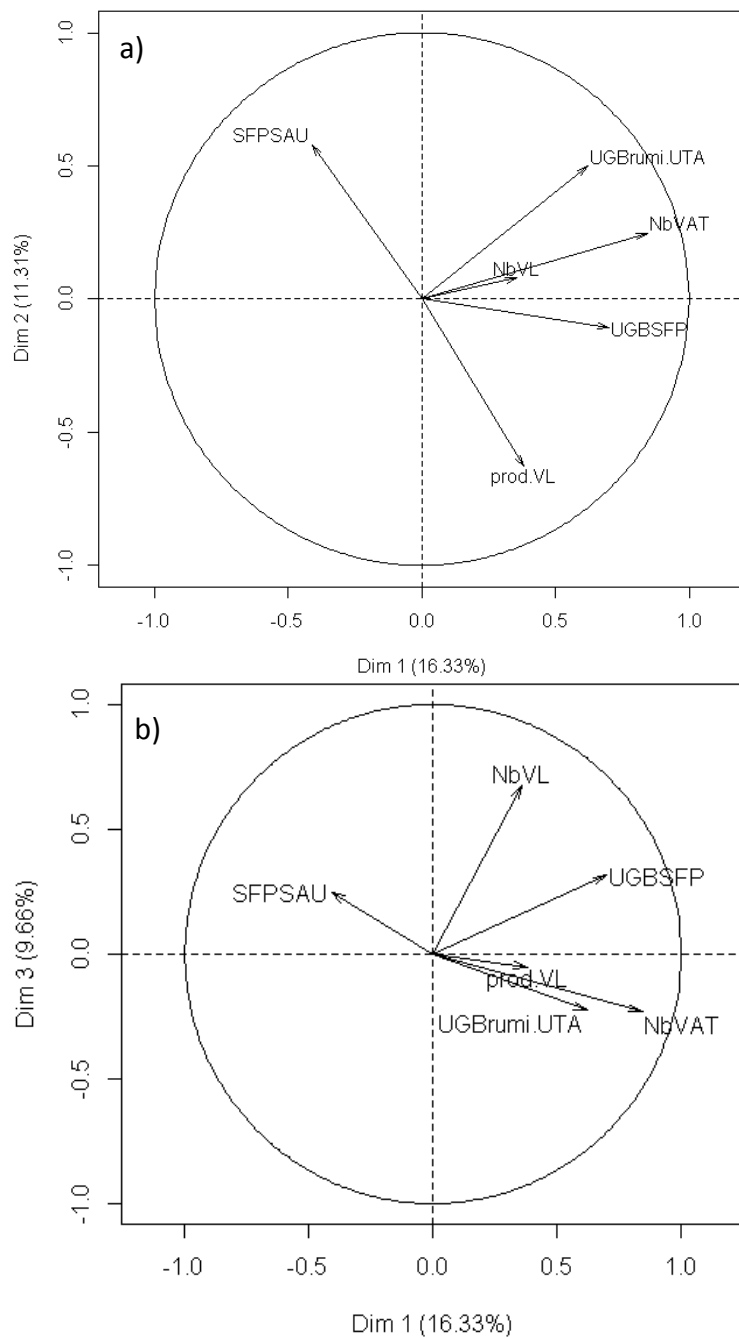 a)
1.0
SFPSAU
UGBrumi.UTA
0.5
NbVAT
NbVL
0.0
UGBSFP
Dim 2 (11.31%)
-0.5
prod.VL
-1.0
-1.0 -0.5 0.0 0.5 1.0
Dim 1 (16.33%)
b)
1.0
NbVL
0.5
UGBSFP
SFPSAU
0.0
prod.VL
UGBrumi.UTA NbVAT
Dim 3 (9.66%)
-0.5
-1.0
-1.0 -0.5 0.0 0.5 1.0
Dim 1 (16.33%)